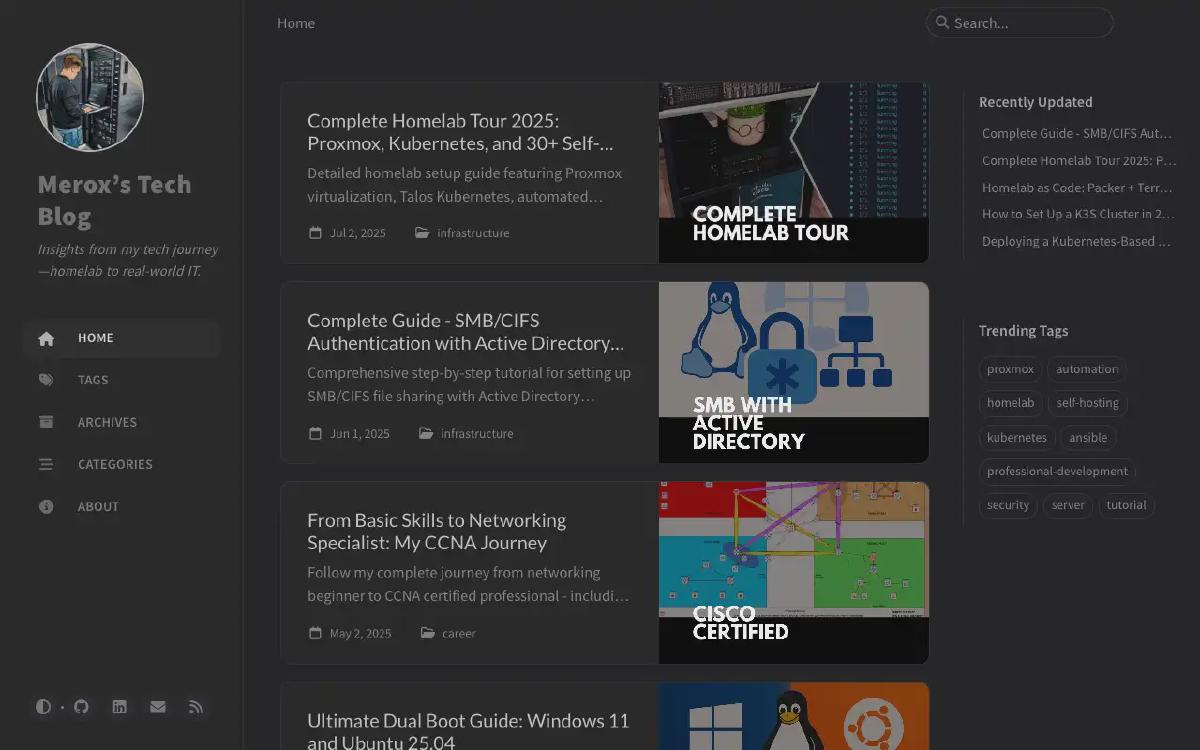 Merox's Tech
Blog
Insights from my tech journey
—homelab to real-world IT.
HOME
TAGS
ARCHIVES
CATEGORIES
ABOUT
Home
Search...
Complete Homelab Tour 2025:
Proxmox, Kubernetes, and 30+ Self-...
Detailed homelab setup guide featuring Proxmox
virtualization, Talos Kubernetes, automated...
Jul 2, 2025
infrastructure
COMPLETE
HOMELAB TOUR
Complete Guide - SMB/CIFS
Authentication with Active Directory...
Comprehensive step-by-step tutorial for setting up
SMB/CIFS file sharing with Active Directory...
Jun 1, 2025
infrastructure
SMB WITH
ACTIVE
DIRECTORY
From Basic Skills to Networking
Specialist: My CCNA Journey
Follow my complete journey from networking
beginner to CCNA certified professional - includi...
May 2, 2025
career
CISCO
CERTIFIED
Ultimate Dual Boot Guide: Windows 11
and Ubuntu 25.04
Recently Updated
Complete Guide - SMB/CIFS Aut...
Complete Homelab Tour 2025: P...
Homelab as Code: Packer + Terr...
How to Set Up a K3S Cluster in 2...
Deploying a Kubernetes-Based ...
Trending Tags
proxmox
automation
homelab
self-hosting
kubernetes
ansible
professional-development
security
server
tutorial